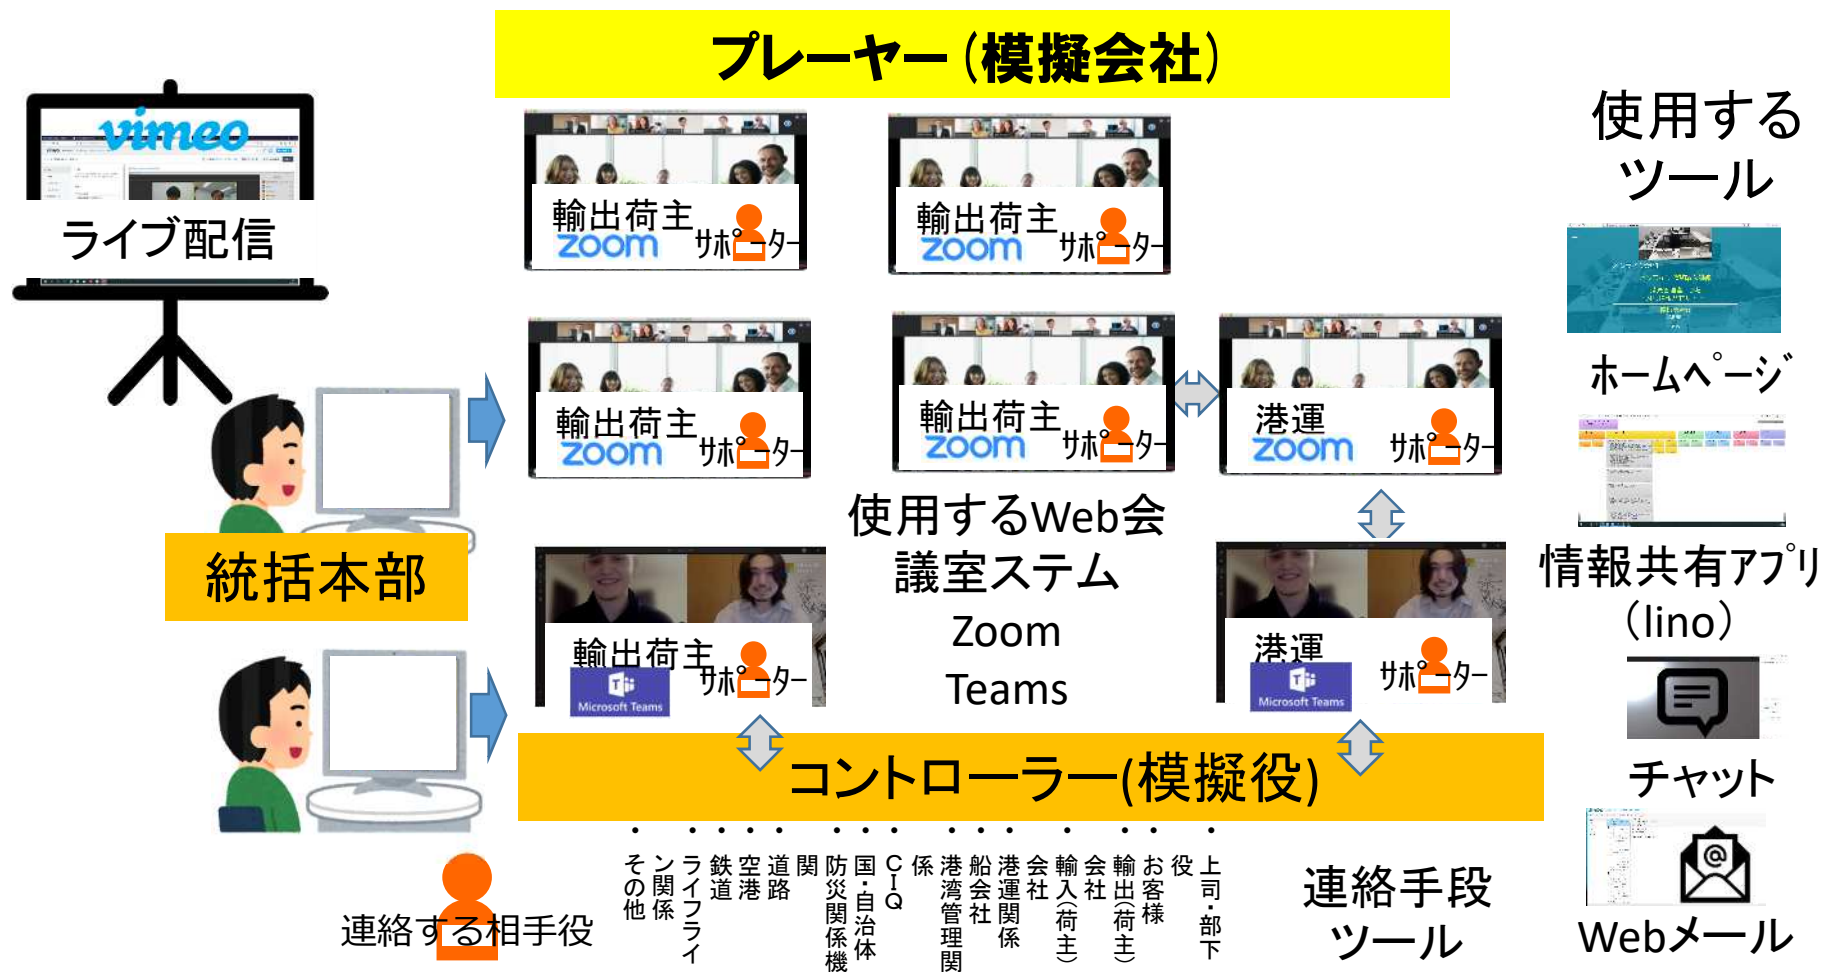 プレーヤー(模擬会社)
vimeo
ライブ配信
輸出荷主
zoom
サポーター
輸出荷主
zoom
サポーター
輸出荷主
zoom
サポーター
輸出荷主
zoom
サポーター
港運
zoom
サポーター
統括本部
使用するWeb会
議室ステム
Zoom
Teams
輸出荷主
サポーター
Microsoft Teams
港運
サポーター
Microsoft Teams
コントローラー(模擬役)
・上司・部下
役
・お客様
・輸出(荷主)
会社
・輸入(荷主)
会社
・港運関係
・船会社
・港湾管理関
係
・CIQ
・国・自治体
・防災関係機
関
・道路
・空港
・鉄道
・ライフライ
ン関係
・その他
連絡する相手役
連絡手段
ツール
使用する
ツール
ホームページ
情報共有アプリ
(lino)
チャット
Webメール